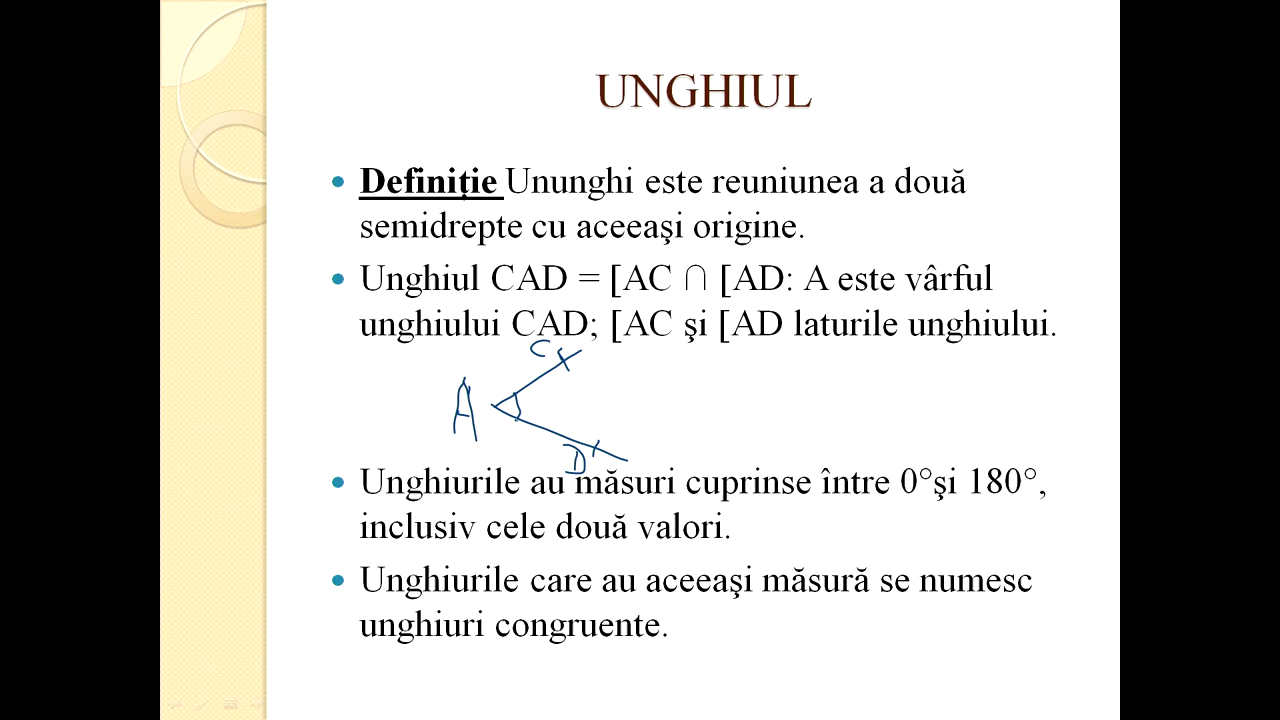 UNGHIUL
• Definiție Ununghi este reuniunea a două
semidrepte cu aceeaşi origine.
• Unghiul CAD = [AC ∩ [AD: A este vârful
unghiului CAD; [AC şi [AD laturile unghiului.
C
A
D
• Unghiurile au măsuri cuprinse între 0°şi 180°,
inclusiv cele două valori.
• Unghiurile care au aceeaşi măsură se numesc
unghiuri congruente.